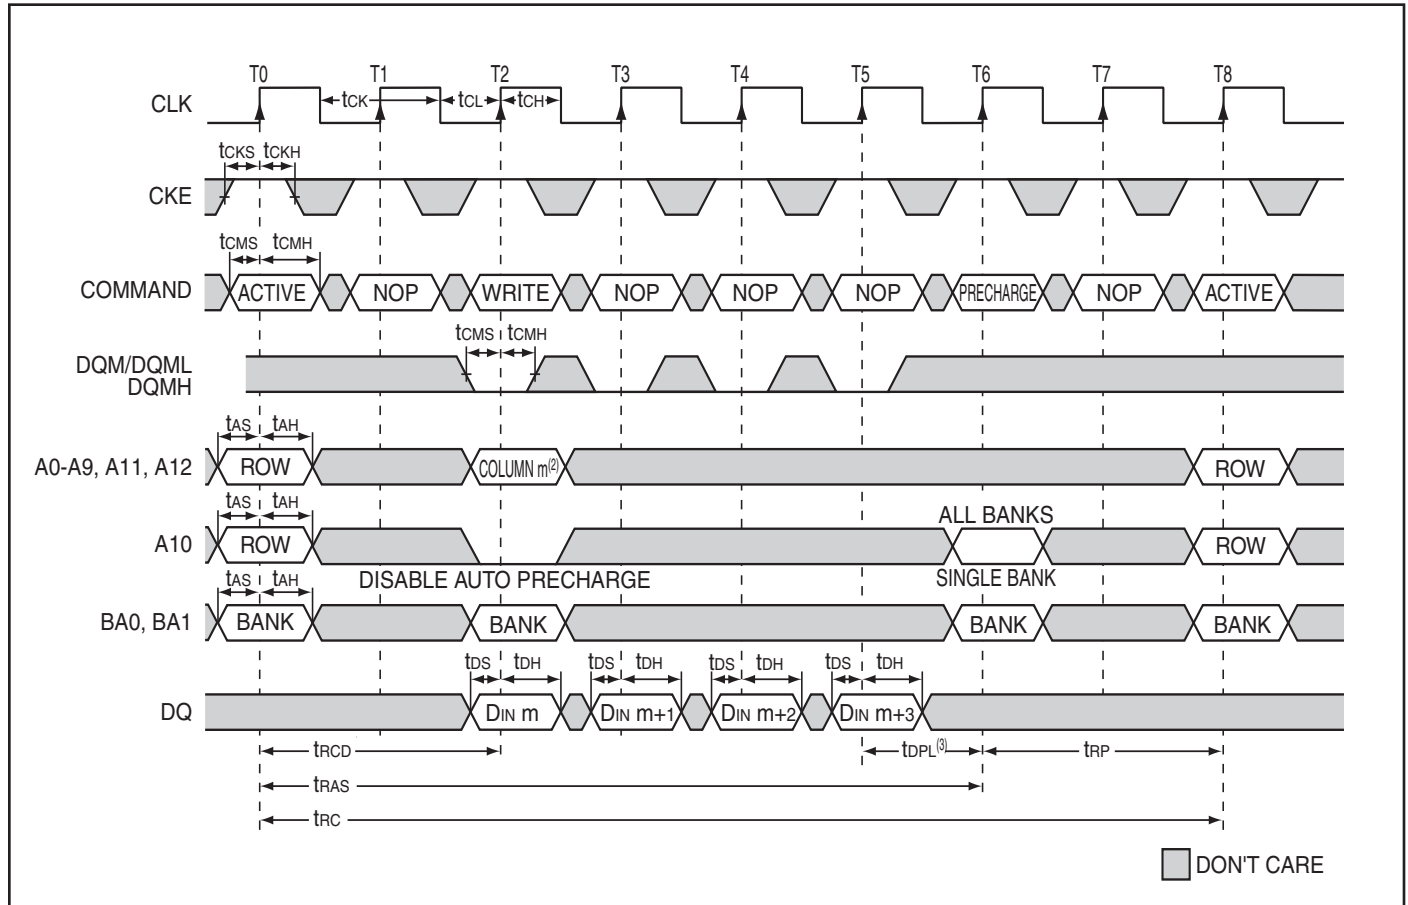 T0 T1 T2 T3 T4 T5 T6 T7 T8
CLK tCK tCL tCH
tCKS tCKH
CKE
tCMS tCMH
COMMAND ACTIVE NOP WRITE NOP NOP NOP PRECHARGE NOP ACTIVE
tCMS tCMH
DQM/DQML
DQMH
tAS tAH
A0-A9, A11, A12 ROW COLUMN m(2) ROW
tAS tAH
ALL BANKS
A10 ROW ROW
DISABLE AUTO PRECHARGE SINGLE BANK
tAS tAH
BA0, BA1 BANK BANK BANK BANK
tDS tDH tDS tDH tDS tDH tDS tDH
DQ DIN m DIN m+1 DIN m+2 DIN m+3
tRCD tDPL(3) tRP
tRAS
tRC
DON'T CARE